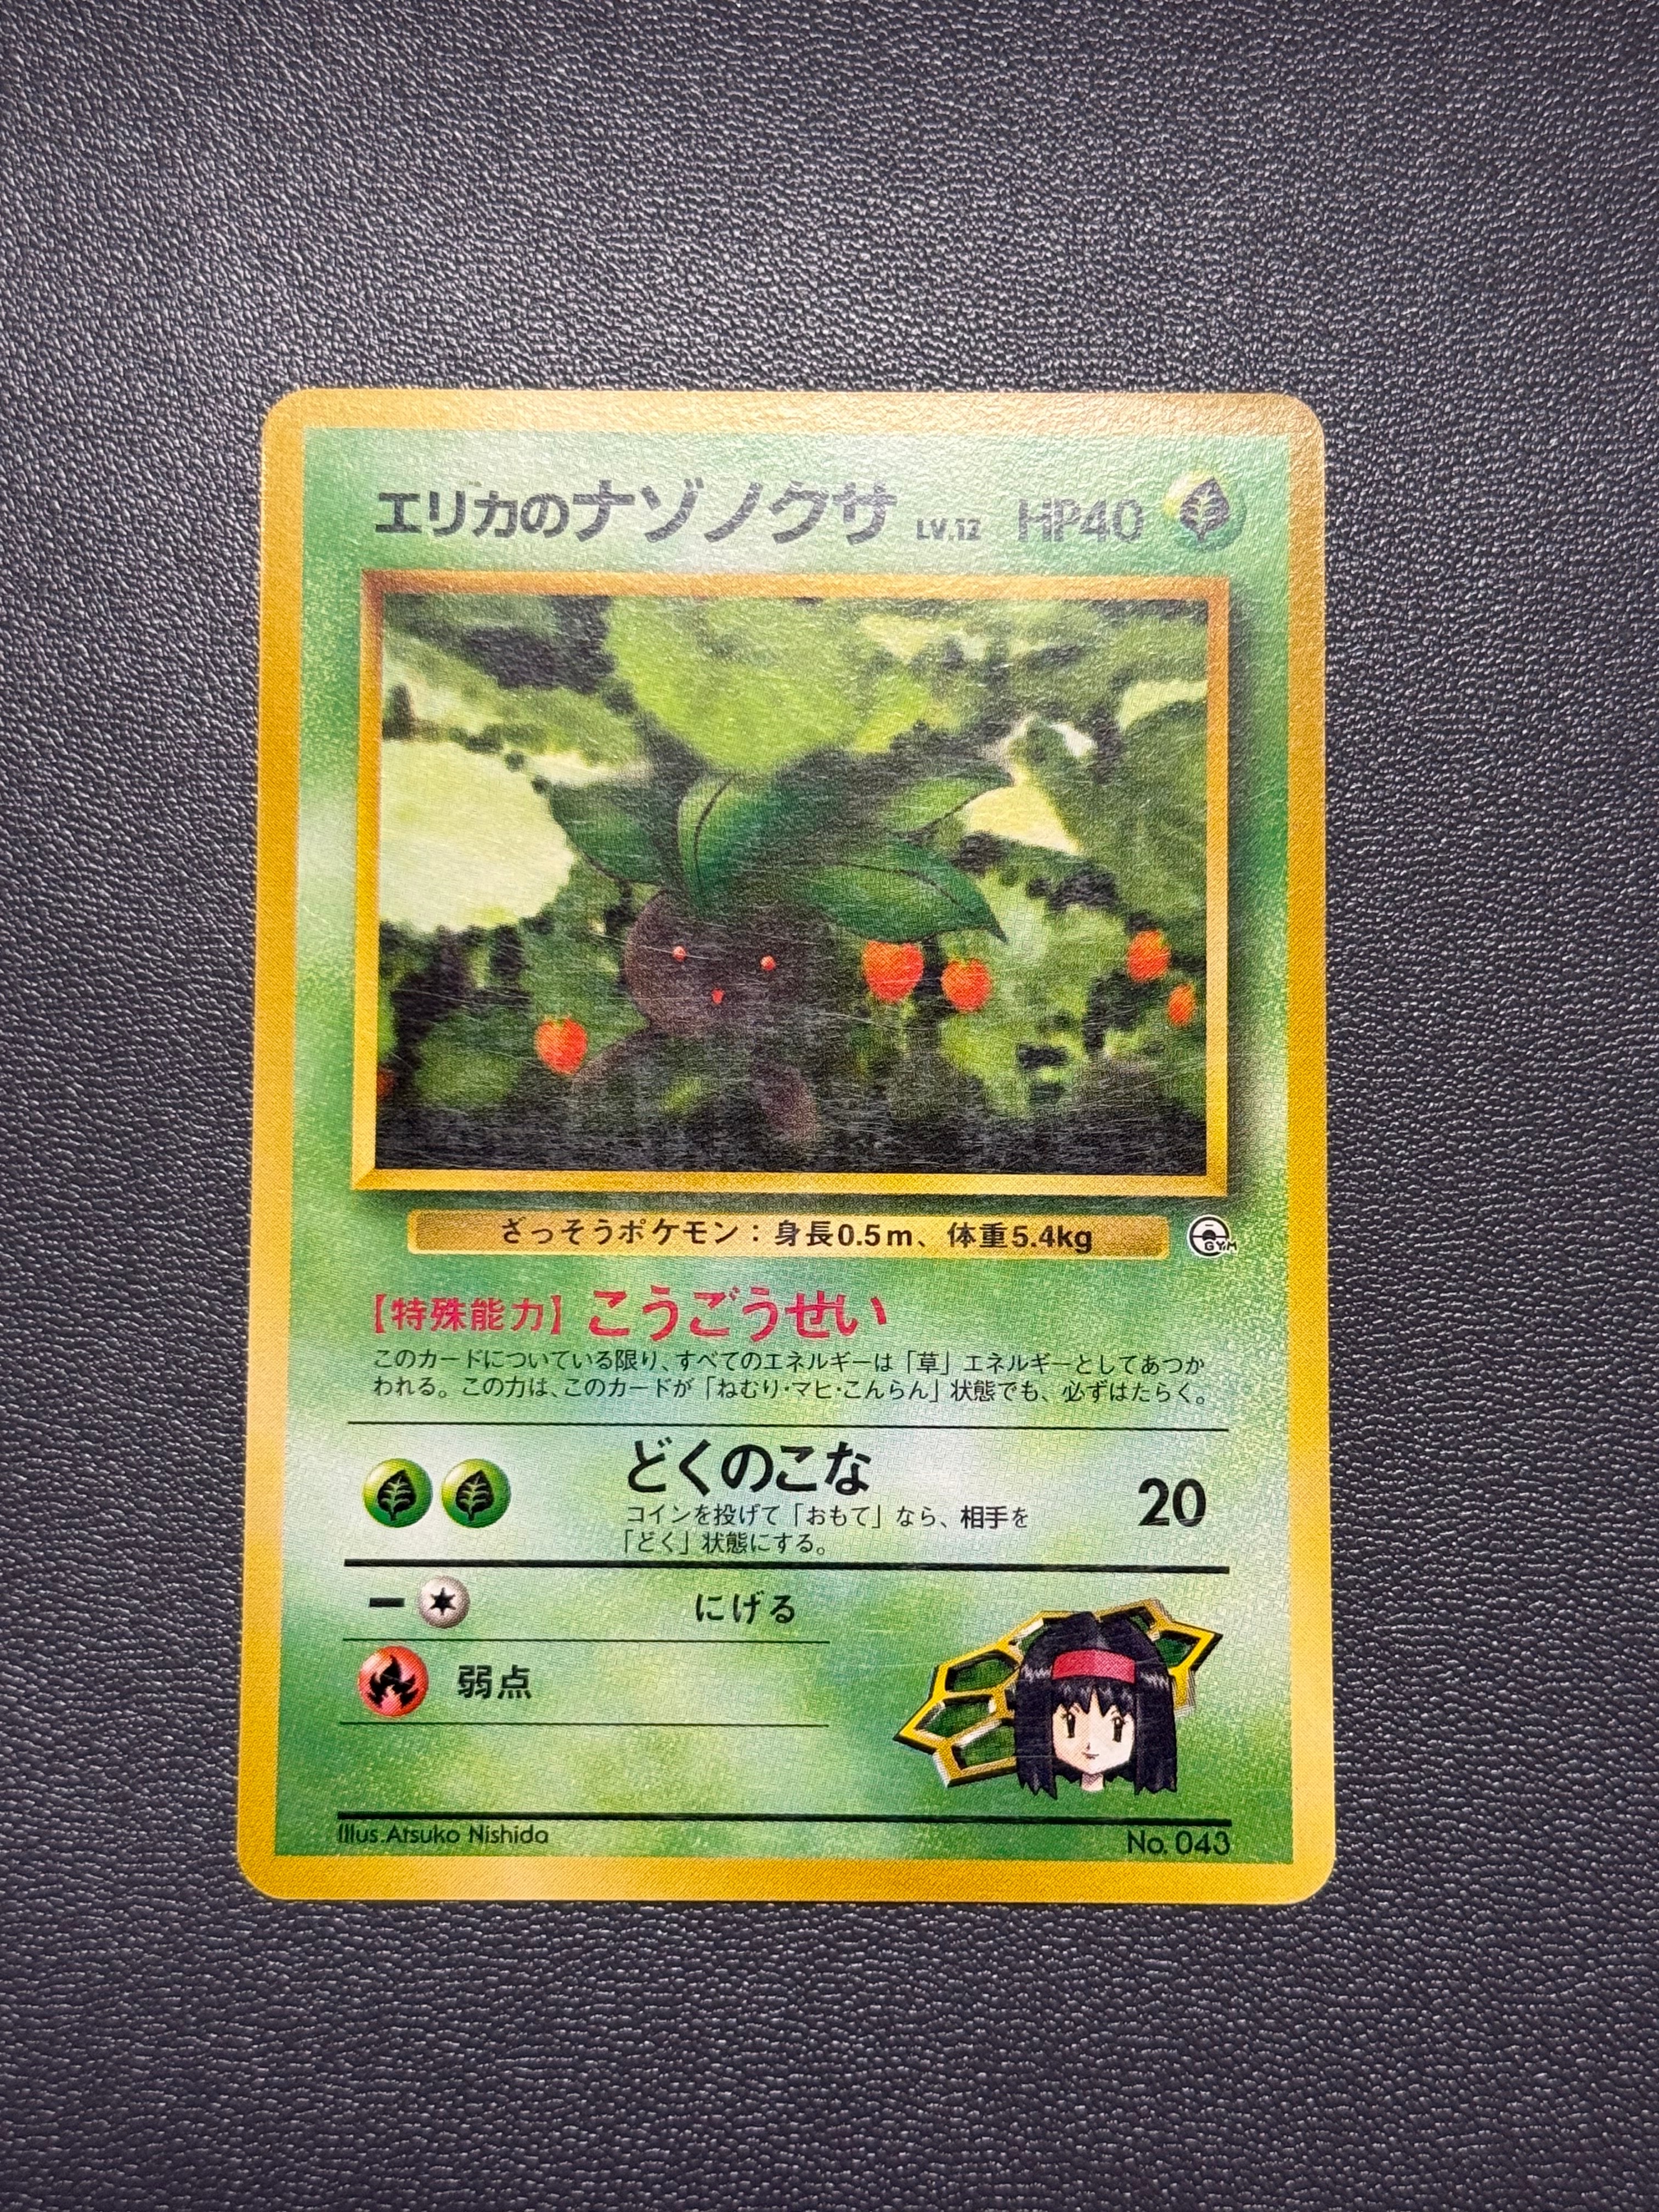 エリカのナゾノクサ LV.12 HP40
ざっそうポケモン：身長0.5m、体重5.4kg
GYM
【特殊能力】こうごうせい
このカードについている限り、すべてのエネルギーは「草」エネルギーとしてあつか
われる。この力は、このカードが「ねむり・マヒ・こんらん」状態でも、必ずはたらく。
どくのこな 20
コインを投げて「おもて」なら、相手を
「どく」状態にする。
ー にげる
弱点
Illus.Atsuko Nishida No. 043